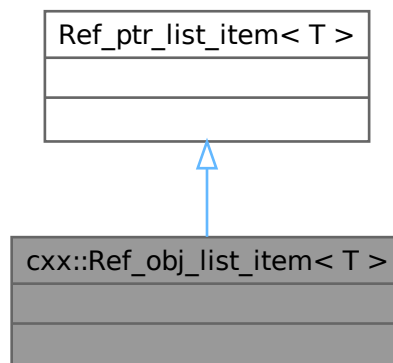 Ref_ptr_list_item< T >
cxx::Ref_obj_list_item< T >